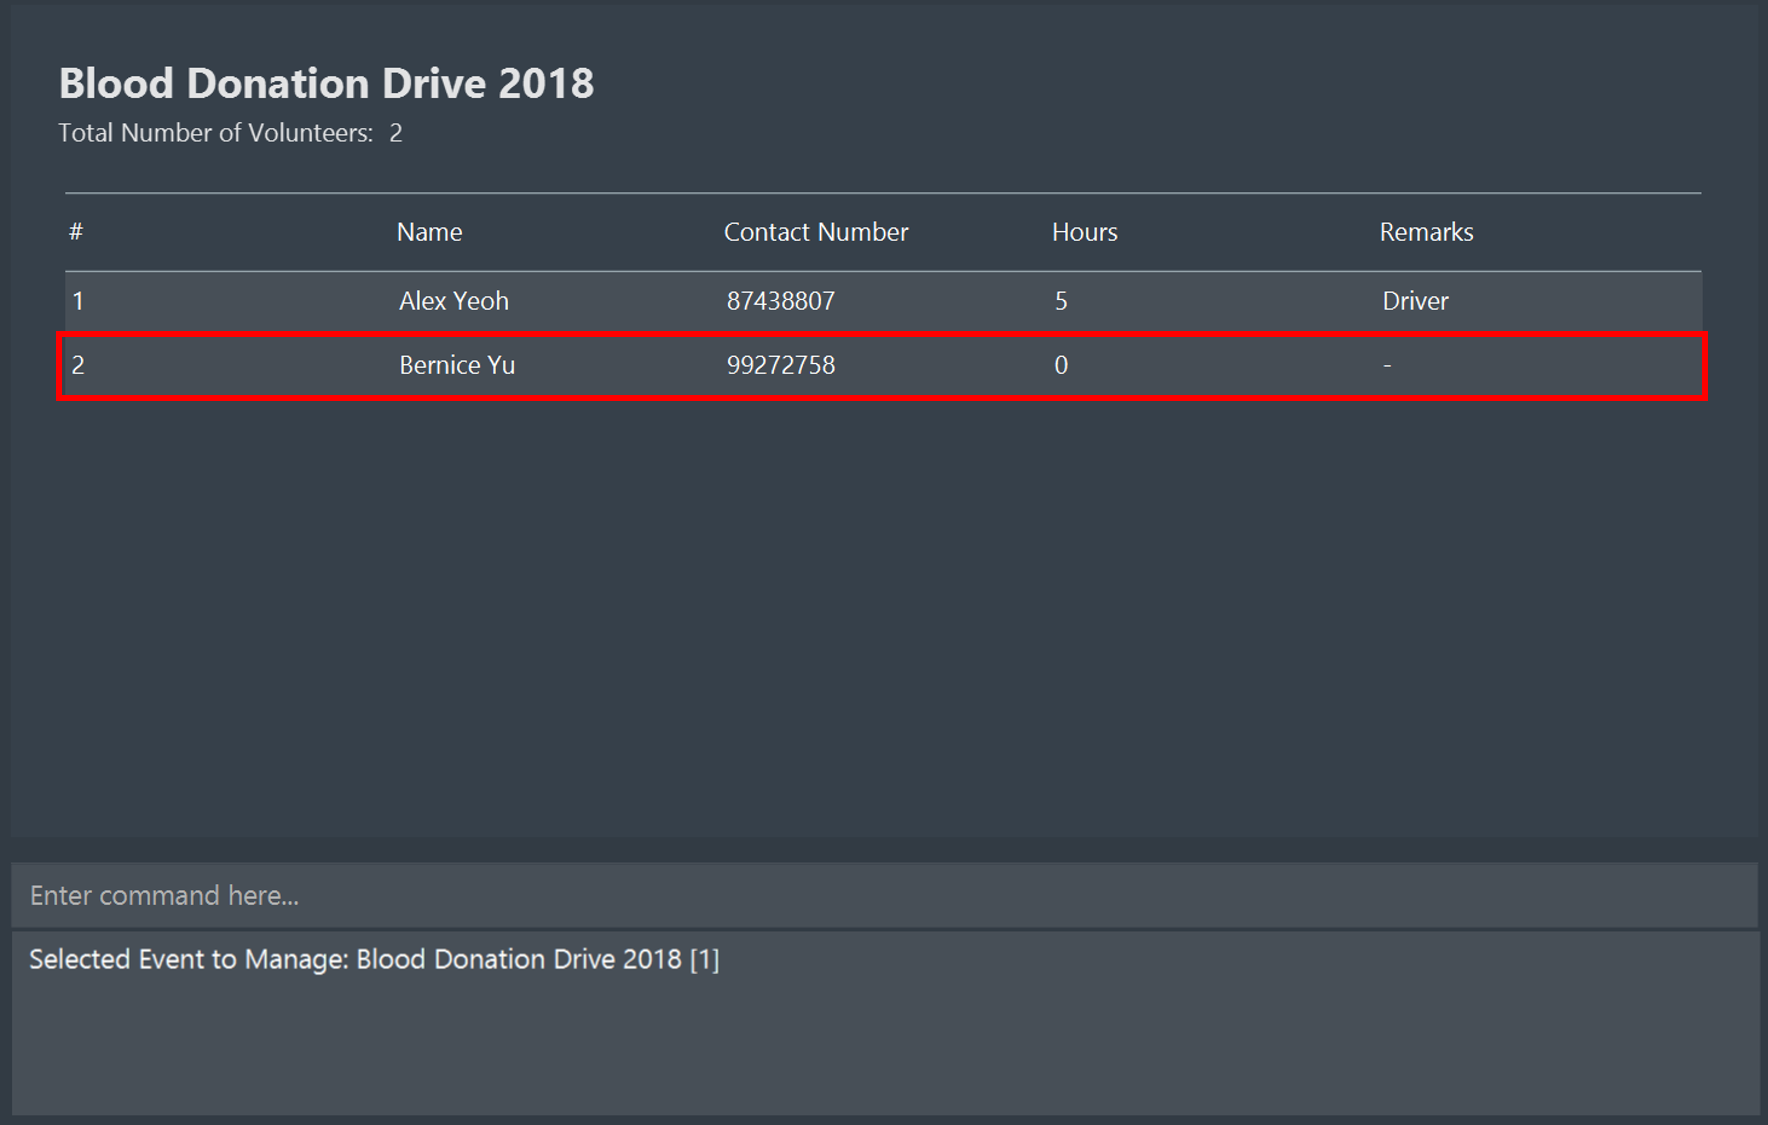 Blood Donation Drive 2018
Total Number of Volunteers: 2
# Name Contact Number Hours Remarks
1 Alex Yeoh 87438807 5 Driver
2 Bernice Yu 99272758 0 -
Enter command here...
Selected Event to Manage: Blood Donation Drive 2018 [1]